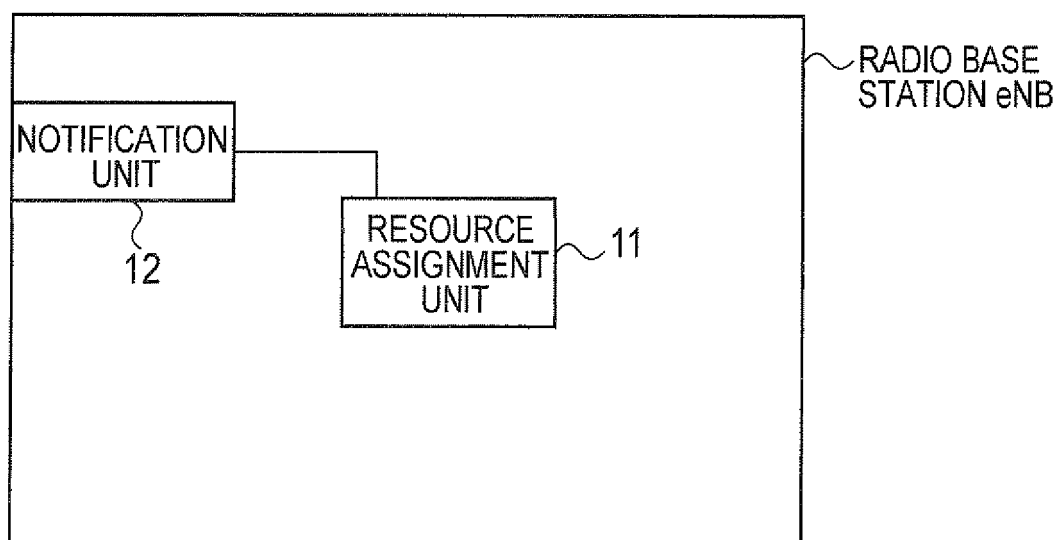 RADIO BASE
STATION eNB
NOTIFICATION
UNIT
12
RESOURCE
ASSIGNMENT
UNIT
11